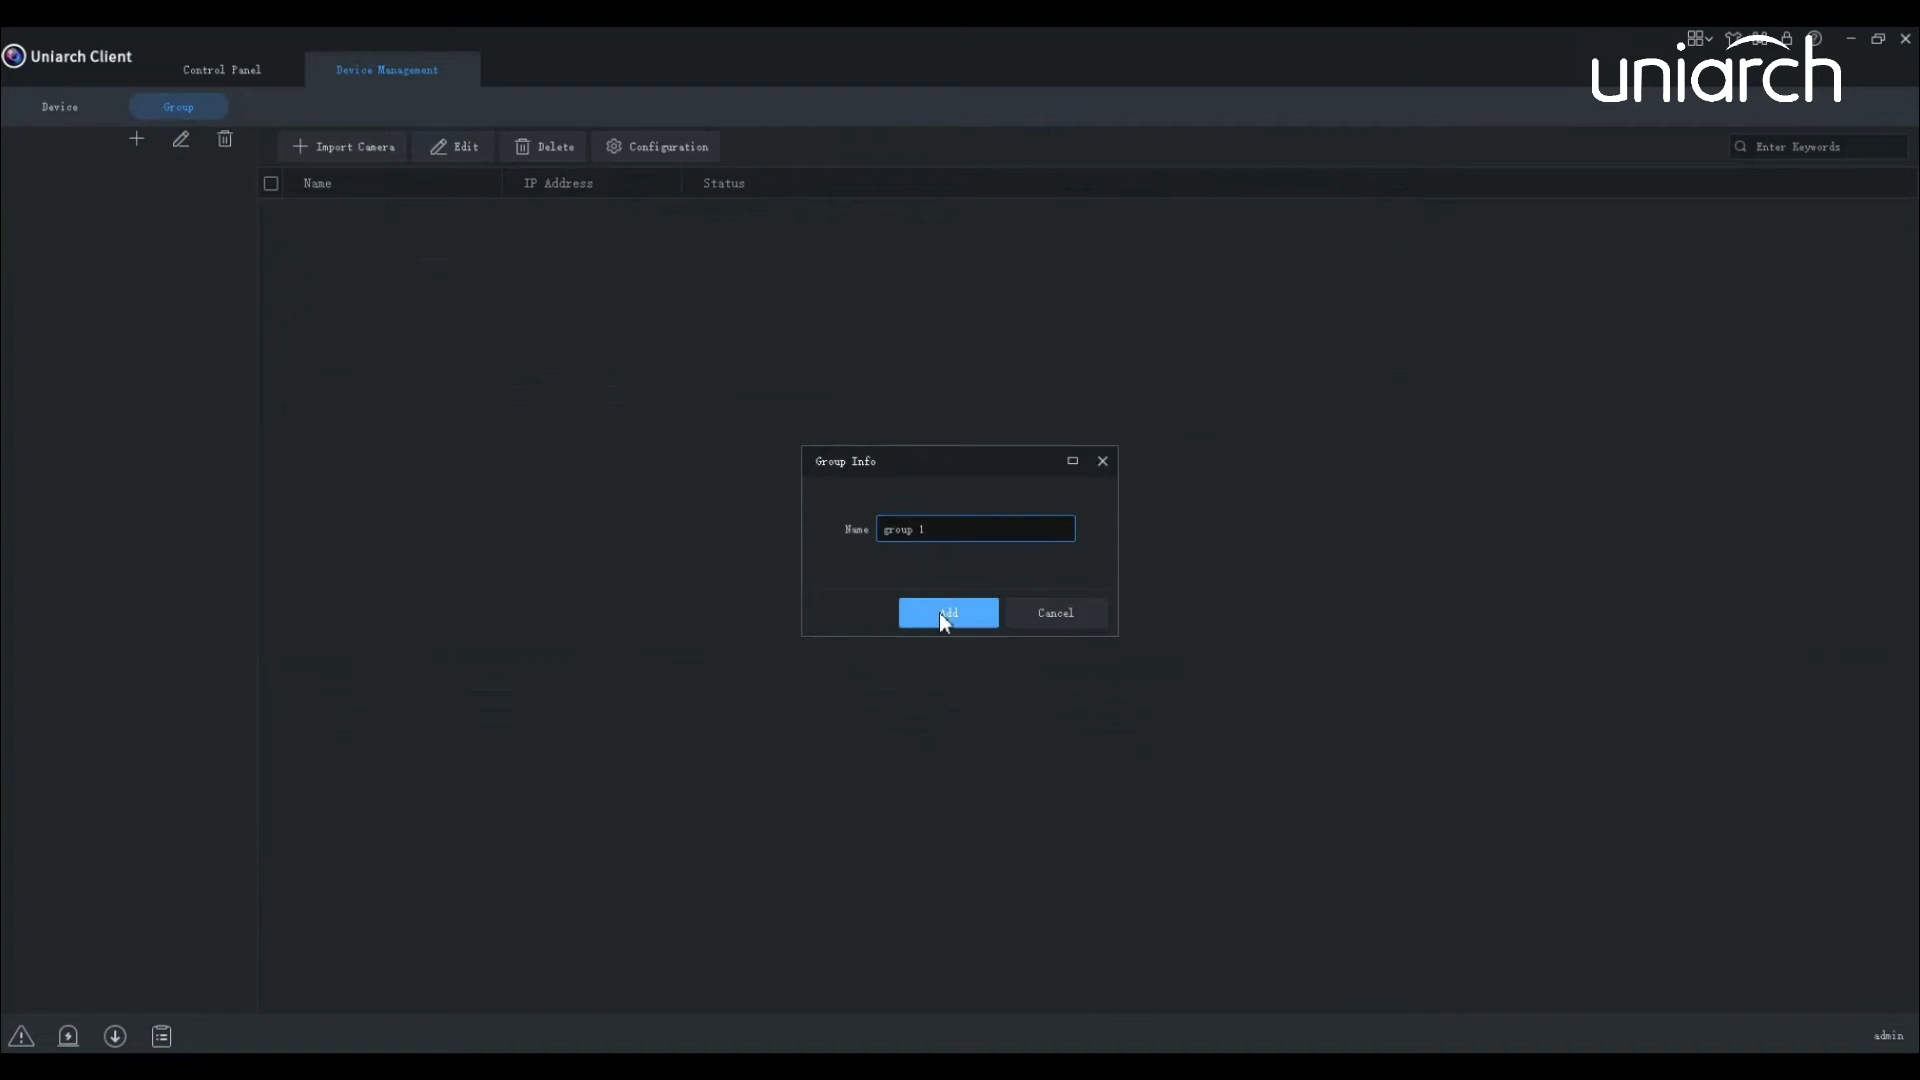 Uniarch Client
Control Panel
Device Management
uniarch
Device
Group
Import Camera
Edit
Delete
Configuration
Enter Keywords
Name
IP Address
Status
Group Info
Name
group 1
Add
Cancel
admin